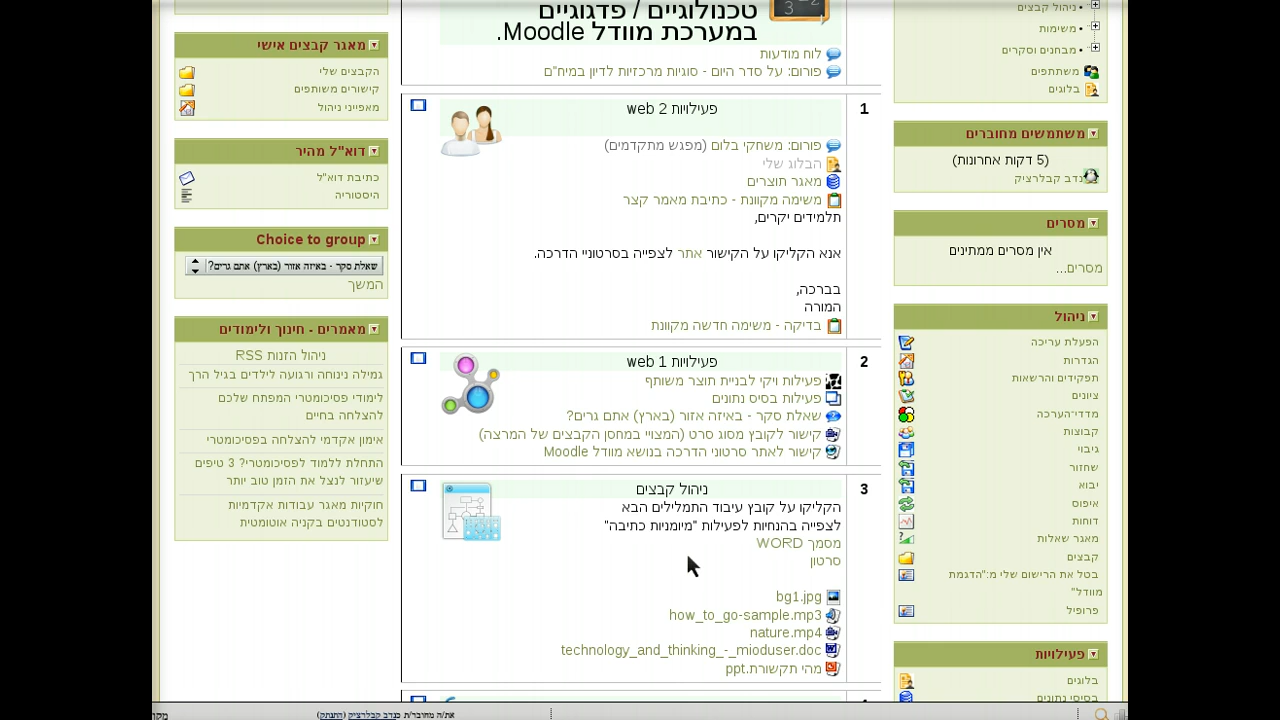 • ניהול קבצים
• משימות
• מבחנים וסקרים
משתתפים
בלוגים
משתמשים מחוברים
(5 דקות אחרונות)
נדב קבלרציק
מסרים
אין מסרים ממתינים
מסרים...
ניהול
הפעלת עריכה
הגדרות
תפקידים והרשאות
ציונים
מדדי־הערכה
קבוצות
גיבוי
שחזור
יבוא
איפוס
דוחות
מאגר שאלות
קבצים
בטל את הרישום שלי מ:"הדגמת
מוודל"
פרופיל
פעילויות
בלוגים
בסיסי נתונים
טכנולוגיים / פדגוגיים
במערכת מוודל Moodle.
לוח מודעות
פורום: על סדר היום - סוגיות מרכזיות לדיון במיח"ם
1
פעילויות web 2
פורום: משחקי בלום (מפגש מתקדמים)
הבלוג שלי
מאגר תוצרים
משימה מקוונת - כתיבת מאמר קצר
תלמידים יקרים,
אנא הקליקו על הקישור אתר לצפייה בסרטוניי הדרכה.
בברכה,
המורה
בדיקה - משימה חדשה מקוונת
2
פעילויות web 1
פעילות ויקי לבניית תוצר משותף
פעילות בסיס נתונים
שאלת סקר - באיזה אזור (בארץ) אתם גרים?
קישור לקובץ מסוג סרט (המצויי במחסן הקבצים של המרצה)
קישור לאתר סרטוני הדרכה בנושא מוודל Moodle
3
ניהול קבצים
הקליקו על קובץ עיבוד התמלילים הבא
לצפייה בהנחיות לפעילות "מיומניות כתיבה"
מסמך WORD
סרטון
bg1.jpg
how_to_go-sample.mp3
nature.mp4
technology_and_thinking_-_mioduser.doc
מהי תקשורת.ppt
מאגר קבצים אישי
הקבצים שלי
קישורים משותפים
מאפייני ניהול
דוא"ל מהיר
כתיבת דוא"ל
היסטוריה
Choice to group
שאלת סקר - באיזה אזור (בארץ) אתם גרים?
המשך
מאמרים - חינוך ולימודים
ניהול הזנות RSS
גמילה נינוחה ורגועה לילדים בגיל הרך
לימודי פסיכומטרי המפתח שלכם
להצלחה בחיים
אימון אקדמי להצלחה בפסיכומטרי
התחלת ללמוד לפסיכומטרי? 3 טיפים
שיעזור לנצל את הזמן טוב יותר
חוקיות מאגר עבודות אקדמיות
לסטודנטים בקניה אוטומטית
את/ה מחובר/ת כנדב קבלרציק (התנתק)